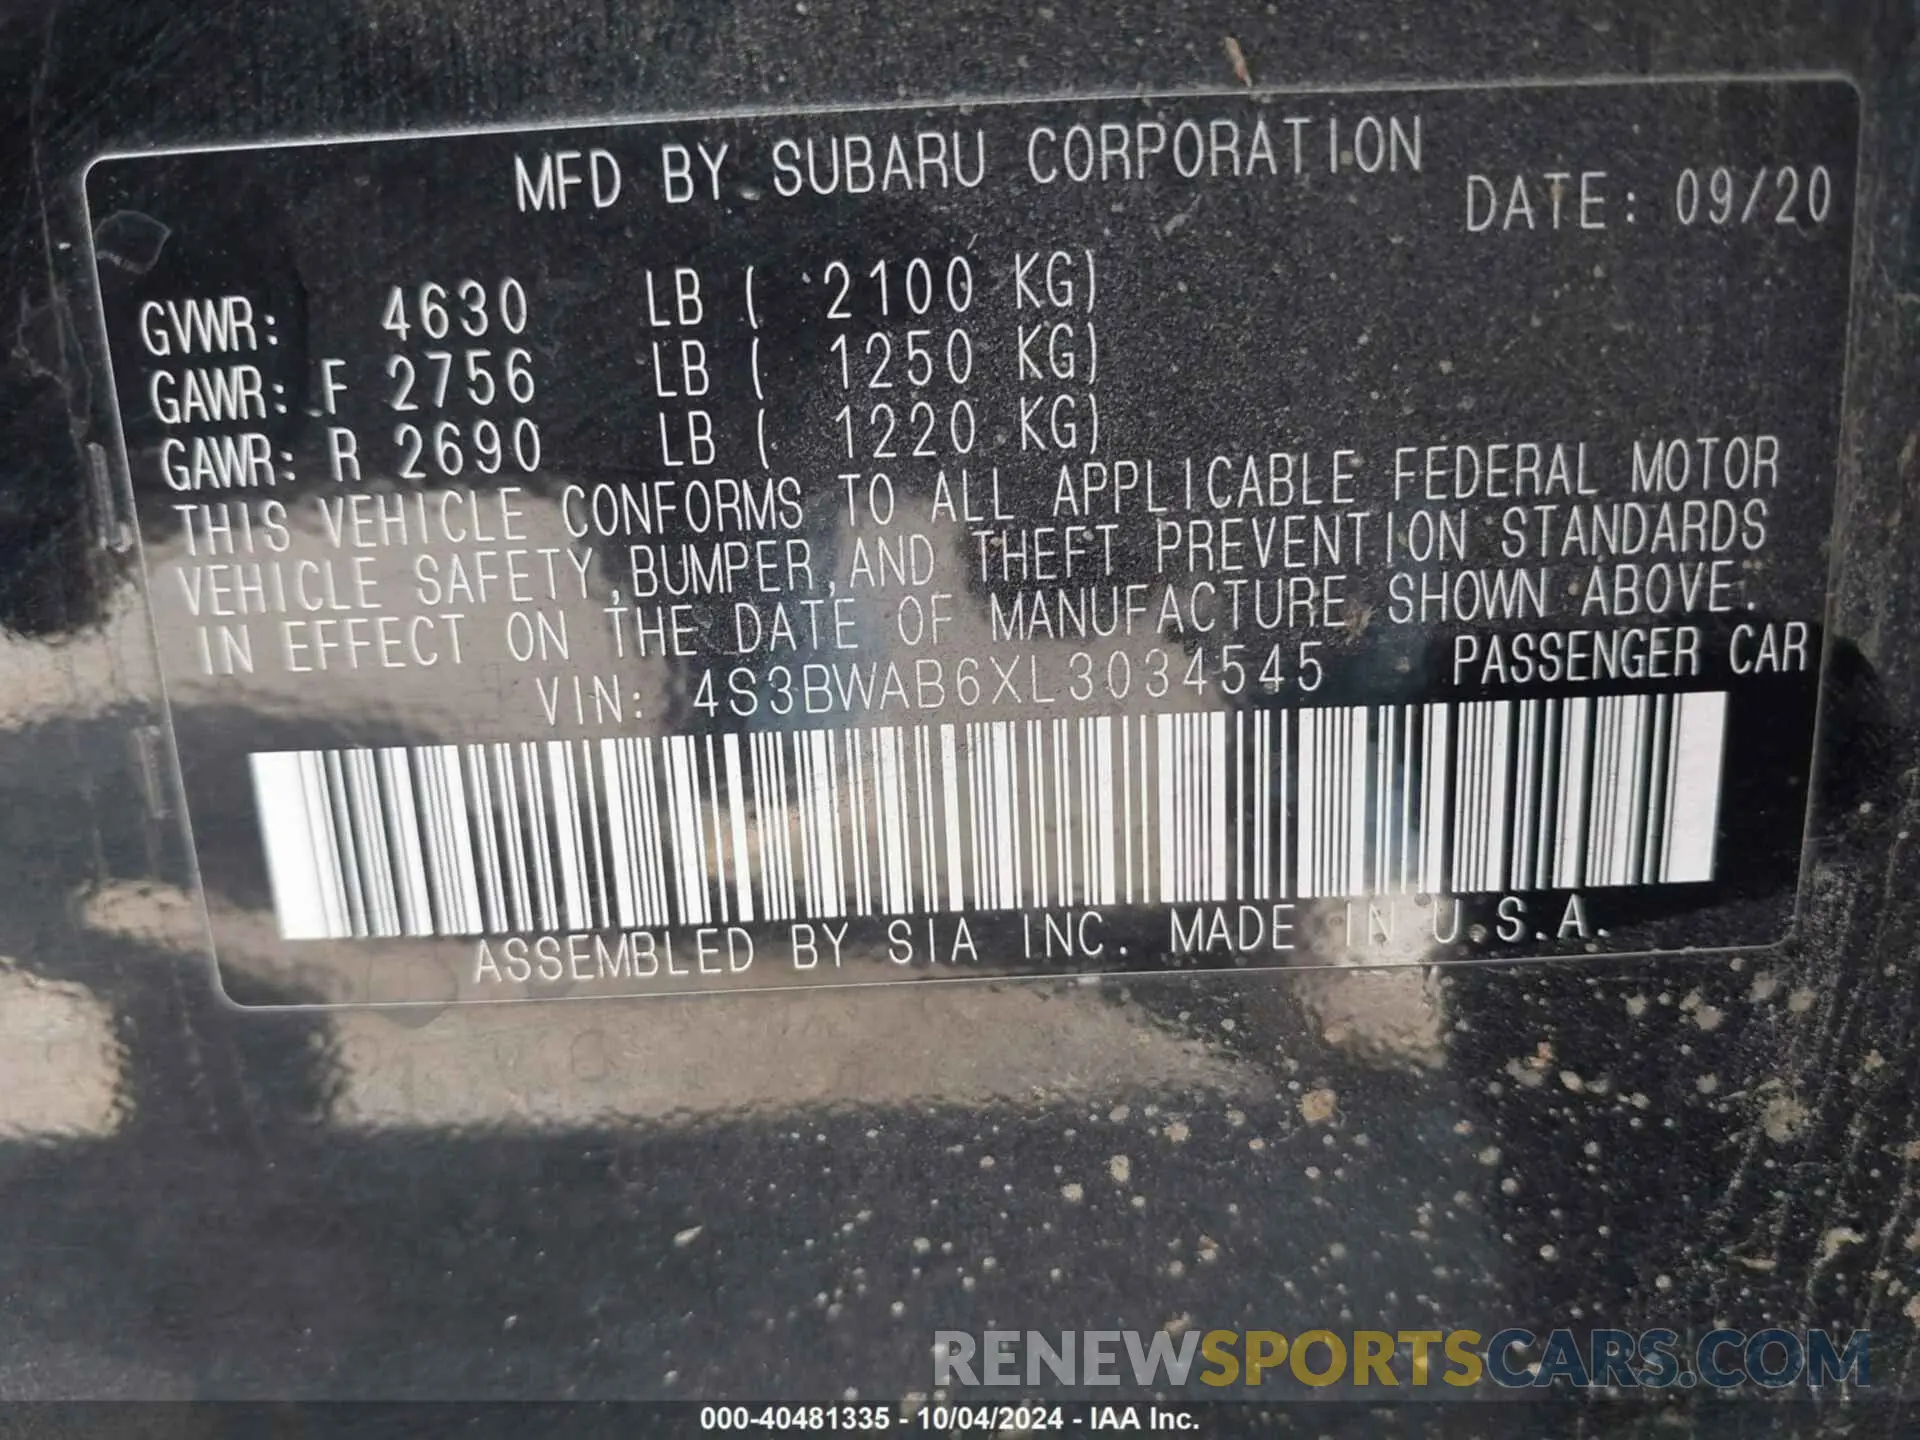 MFD BY SUBARU CORPORATION
DATE: 09/20
GVWR: 4630 LB ( 2100 KG)
GAWR: F 2756 LB ( 1250 KG)
GAWR: R 2690 LB ( 1220 KG)
THIS VEHICLE CONFORMS TO ALL APPLICABLE FEDERAL MOTOR
VEHICLE SAFETY,BUMPER,AND THEFT PREVENTION STANDARDS
IN EFFECT ON THE DATE OF MANUFACTURE SHOWN ABOVE.
VIN: 4S3BWAB6XL3034545 PASSENGER CAR
ASSEMBLED BY SIA INC. MADE IN U.S.A.
RENEWSPORTSCARS.COM
000-40481335 - 10/04/2024 - IAA Inc.